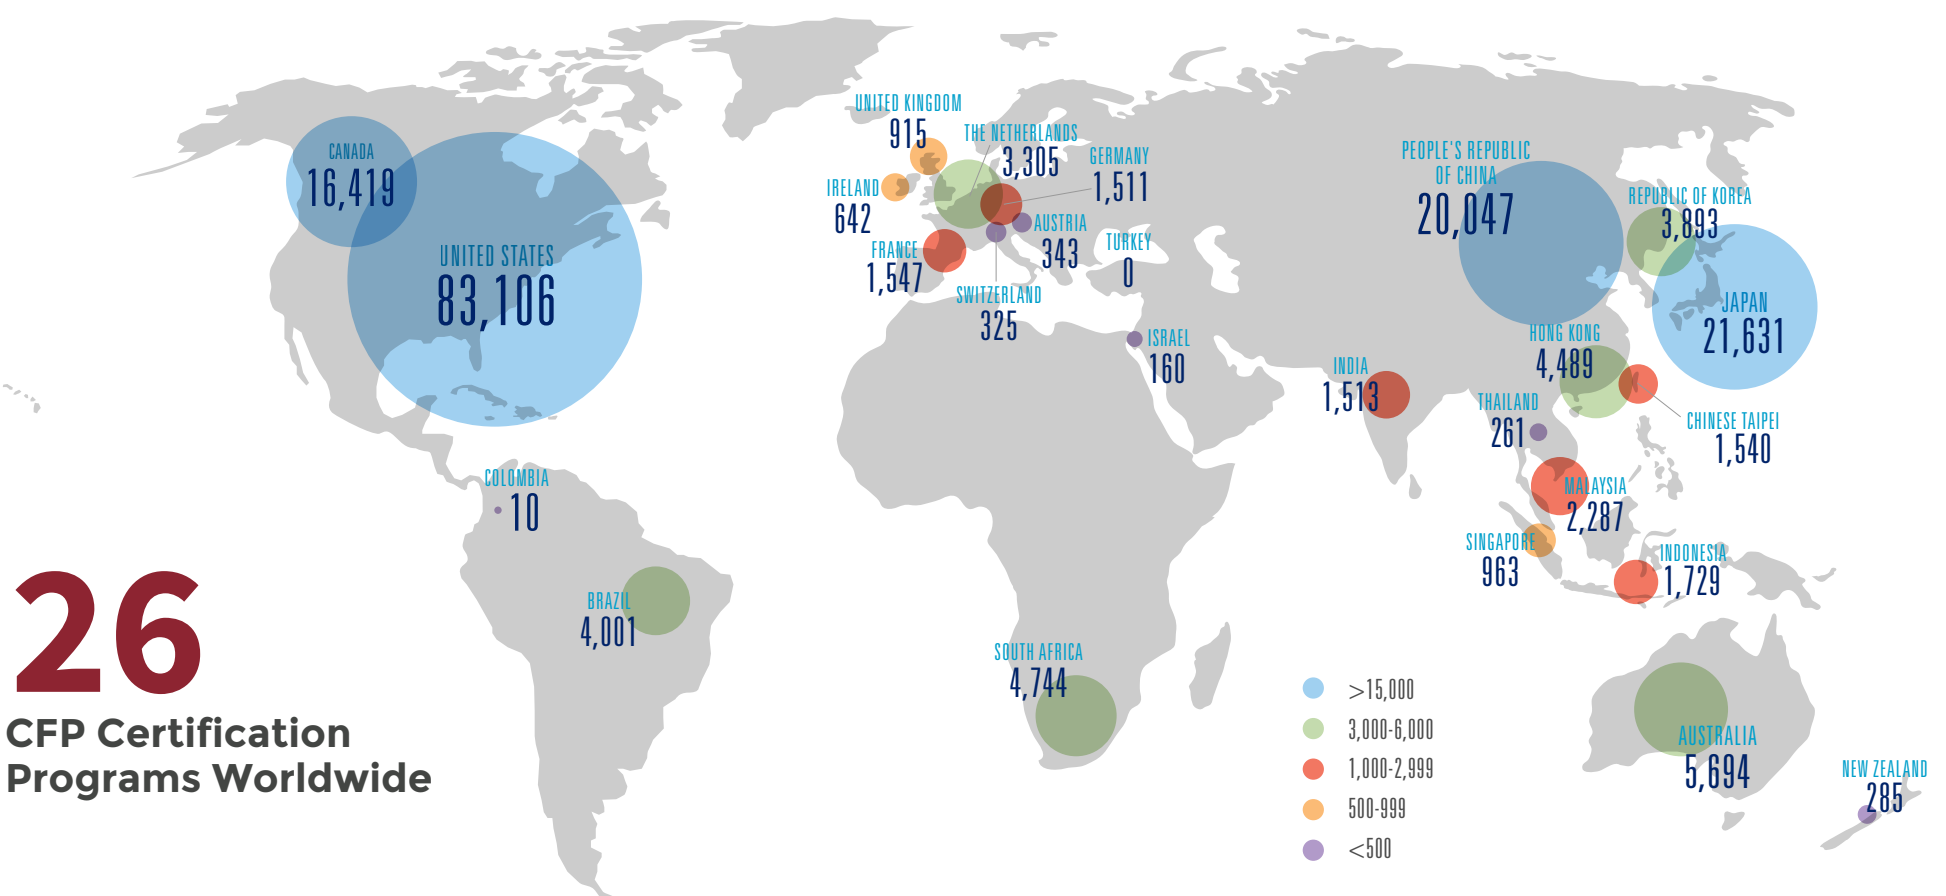 UNITED KINGDOM
915
THE NETHERLANDS
3,305
GERMANY
1,511
IRELAND
642
AUSTRIA
343
FRANCE
1,547
SWITZERLAND
325
TURKEY
0
ISRAEL
160
CANADA
16,419
UNITED STATES
83,106
PEOPLE'S REPUBLIC
OF CHINA
20,047
REPUBLIC OF KOREA
3,893
JAPAN
21,631
HONG KONG
4,489
INDIA
1,513
THAILAND
261
CHINESE TAIPEI
1,540
MALAYSIA
2,287
SINGAPORE
963
INDONESIA
1,729
COLOMBIA
10
BRAZIL
4,001
SOUTH AFRICA
4,744
AUSTRALIA
5,694
NEW ZEALAND
285
26
CFP Certification
Programs Worldwide
>15,000
3,000-6,000
1,000-2,999
500-999
<500